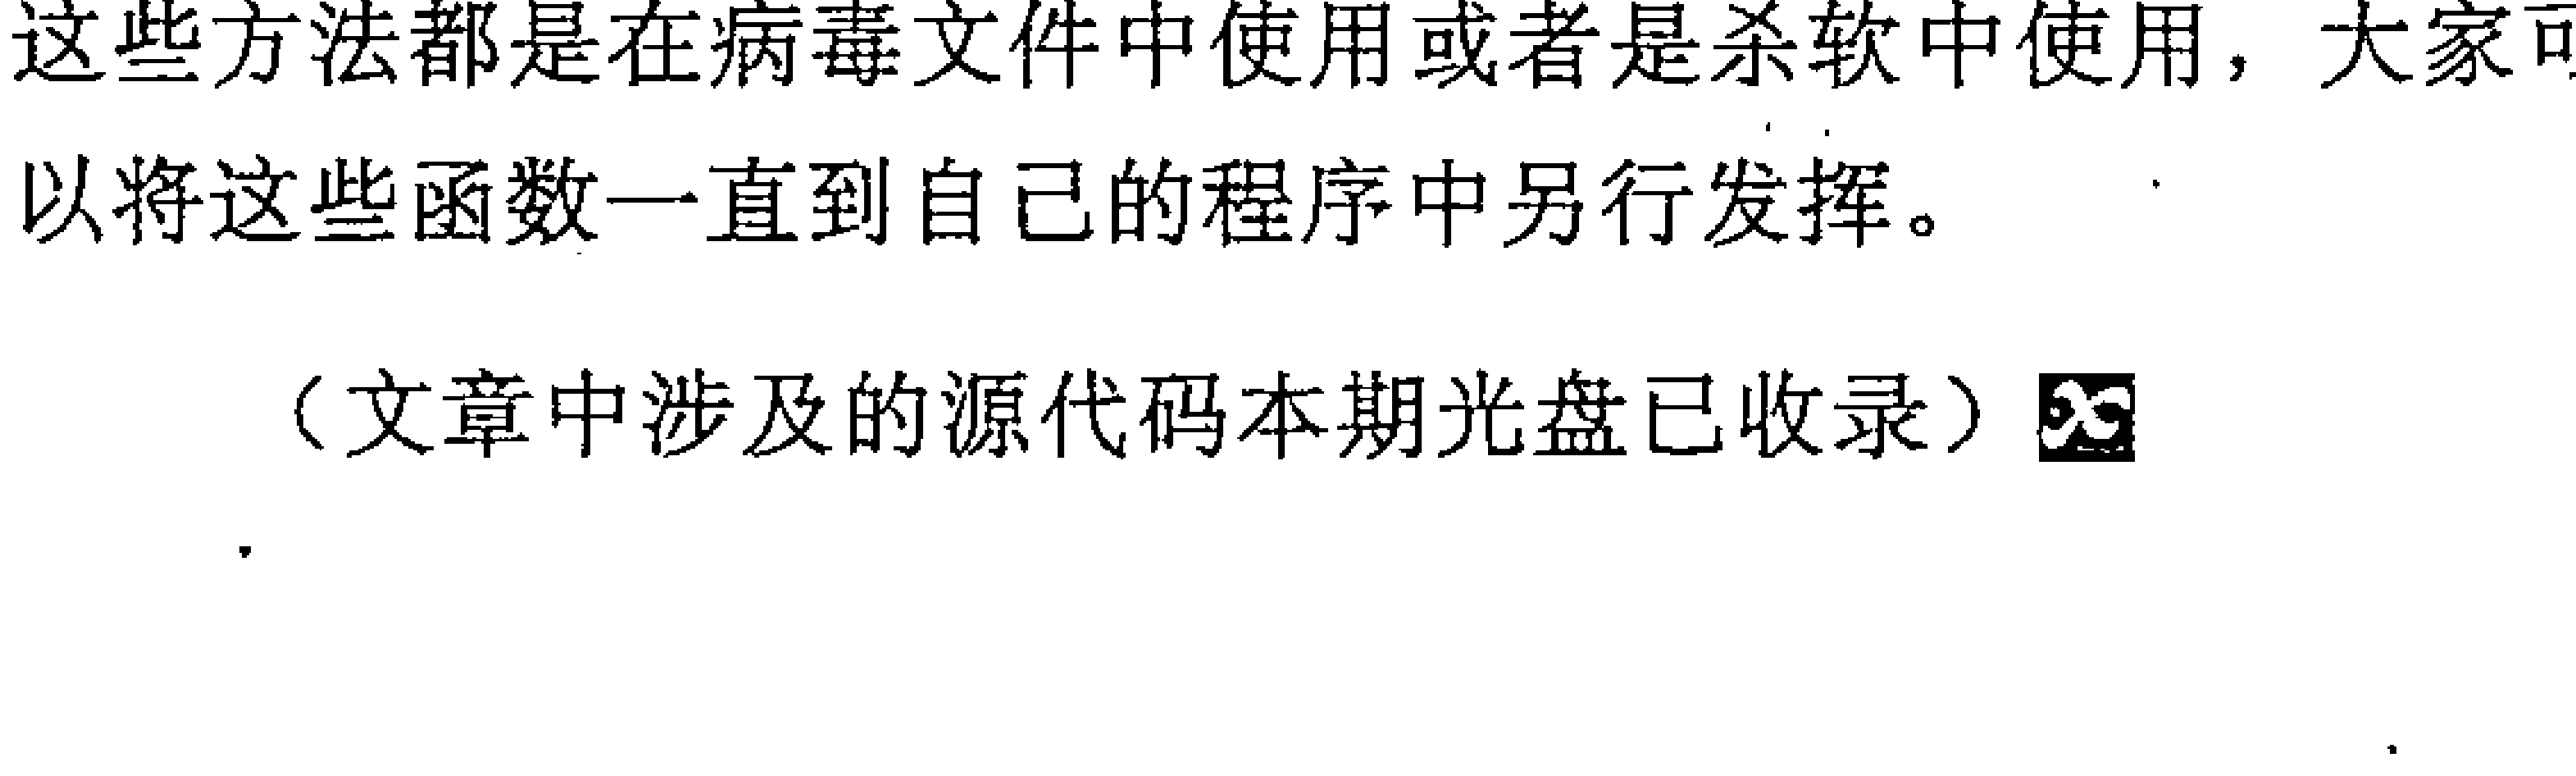 这些方法都是在病毒文件中使用或者是杀软中使用，大家可
以将这些函数一直到自己的程序中另行发挥。
（文章中涉及的源代码本期光盘已收录）